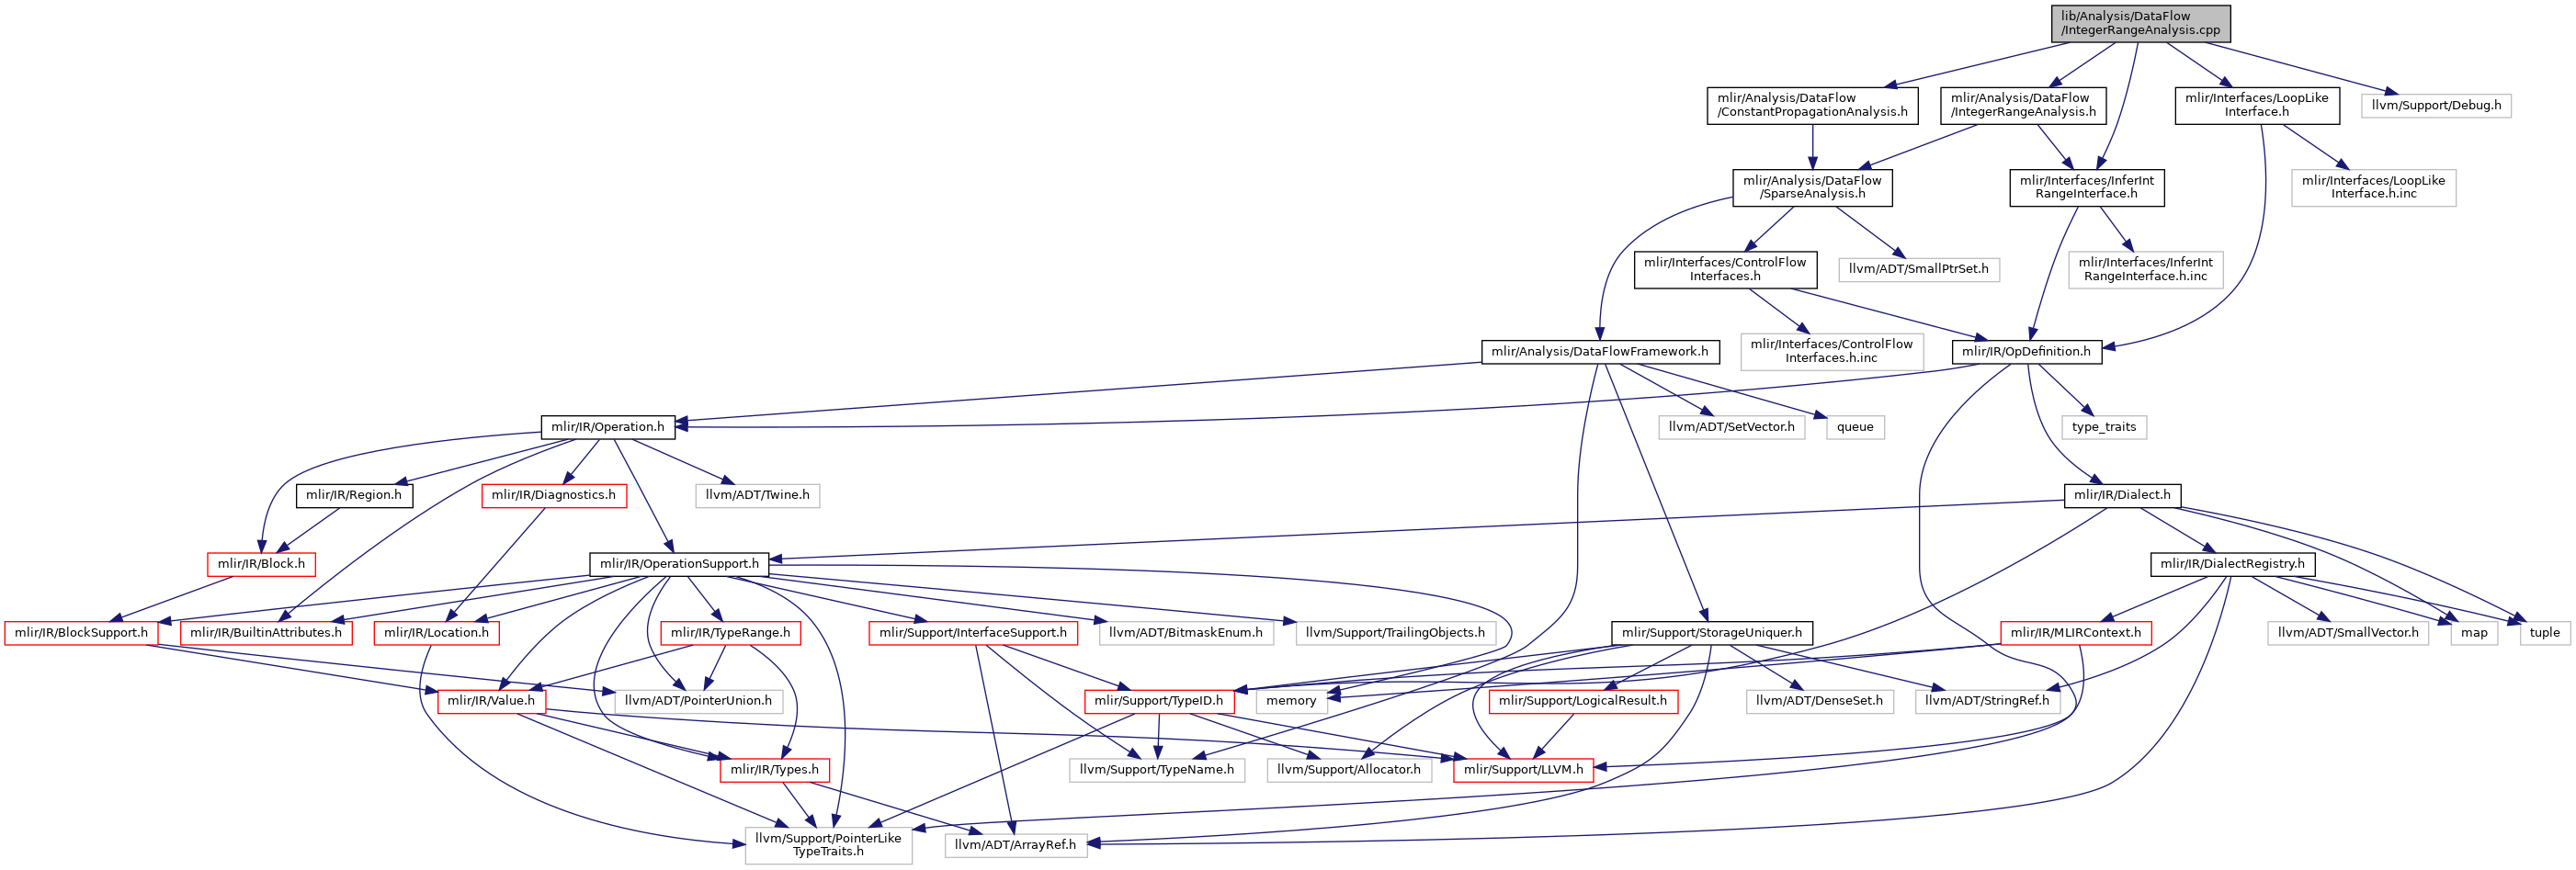 lib/Analysis/DataFlow
/IntegerRangeAnalysis.cpp
mlir/Analysis/DataFlow
/ConstantPropagationAnalysis.h
mlir/Analysis/DataFlow
/IntegerRangeAnalysis.h
mlir/Interfaces/LoopLike
Interface.h
llvm/Support/Debug.h
mlir/Analysis/DataFlow
/SparseAnalysis.h
mlir/Interfaces/InferInt
RangeInterface.h
mlir/Interfaces/LoopLike
Interface.h.inc
mlir/Interfaces/ControlFlow
Interfaces.h
llvm/ADT/SmallPtrSet.h
mlir/Interfaces/InferInt
RangeInterface.h.inc
mlir/Analysis/DataFlowFramework.h
mlir/Interfaces/ControlFlow
Interfaces.h.inc
mlir/IR/OpDefinition.h
mlir/IR/Operation.h
llvm/ADT/SetVector.h
queue
type_traits
mlir/IR/Region.h
mlir/IR/Diagnostics.h
llvm/ADT/Twine.h
mlir/IR/Dialect.h
mlir/IR/Block.h
mlir/IR/OperationSupport.h
mlir/IR/DialectRegistry.h
mlir/IR/BlockSupport.h
mlir/IR/BuiltinAttributes.h
mlir/IR/Location.h
mlir/IR/TypeRange.h
mlir/Support/InterfaceSupport.h
llvm/ADT/BitmaskEnum.h
llvm/Support/TrailingObjects.h
mlir/Support/StorageUniquer.h
mlir/IR/MLIRContext.h
llvm/ADT/SmallVector.h
map
tuple
mlir/IR/Value.h
llvm/ADT/PointerUnion.h
mlir/Support/TypeID.h
memory
mlir/Support/LogicalResult.h
llvm/ADT/DenseSet.h
llvm/ADT/StringRef.h
mlir/IR/Types.h
llvm/Support/TypeName.h
llvm/Support/Allocator.h
mlir/Support/LLVM.h
llvm/Support/PointerLike
TypeTraits.h
llvm/ADT/ArrayRef.h